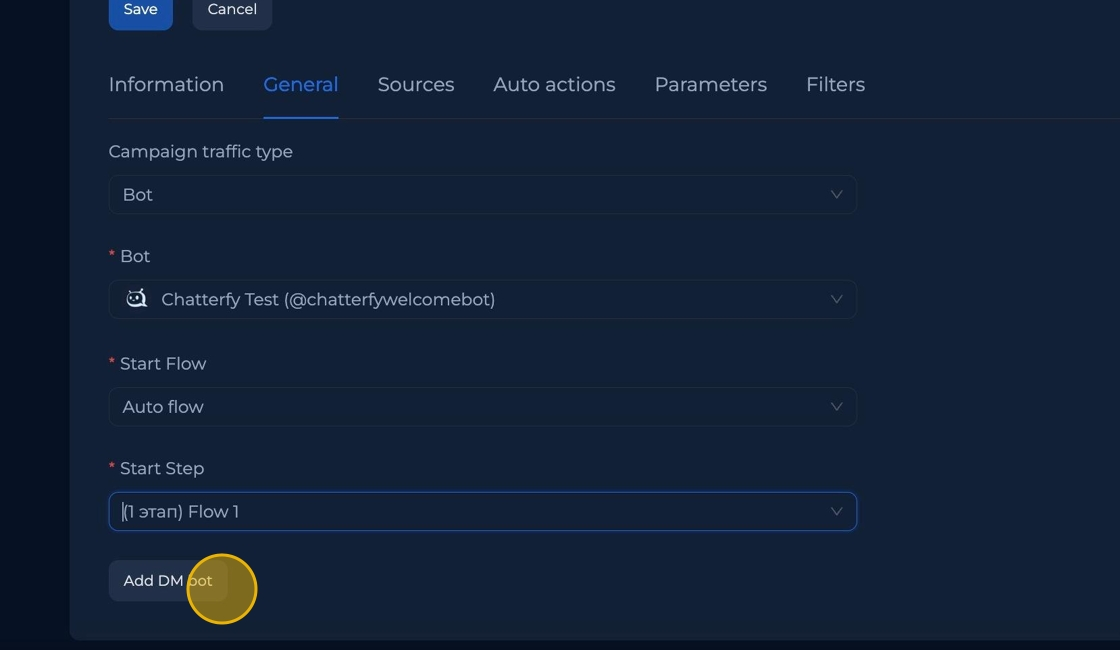 Save Cancel
Information General Sources Auto actions Parameters Filters
Campaign traffic type
Bot
* Bot
Chatterfy Test (@chatterfywelcomebot)
* Start Flow
Auto flow
* Start Step
(1 этап) Flow 1
Add DM bot